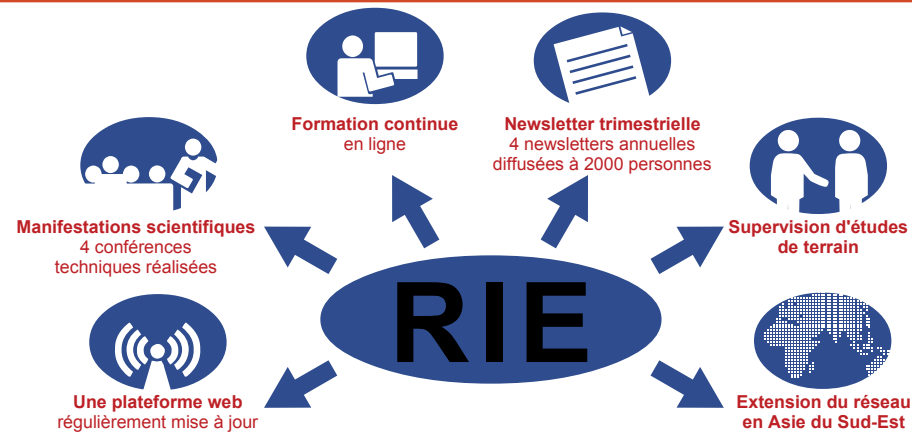 Formation continue
en ligne
Newsletter trimestrielle
4 newsletters annuelles
diffusées à 2000 personnes
Manifestations scientifiques
4 conférences
techniques réalisées
Supervision d'études
de terrain
RIE
Une plateforme web
régulièrement mise à jour
Extension du réseau
en Asie du Sud-Est